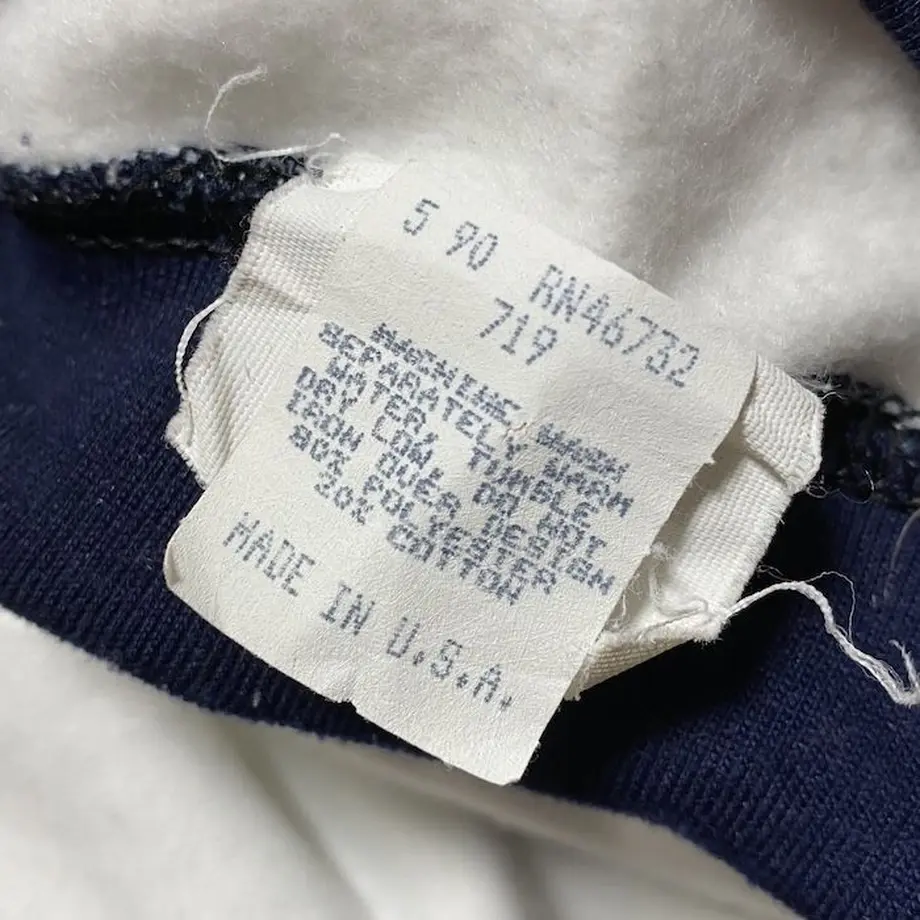 5 90 RN46732
719
MACHINE WASH
SEPARATELY WARM
WATER, TUMBLE
DRY LOW, DO NOT
IRON OVER DESIGN
80% POLYESTER
20% COTTON
MADE IN U.S.A.